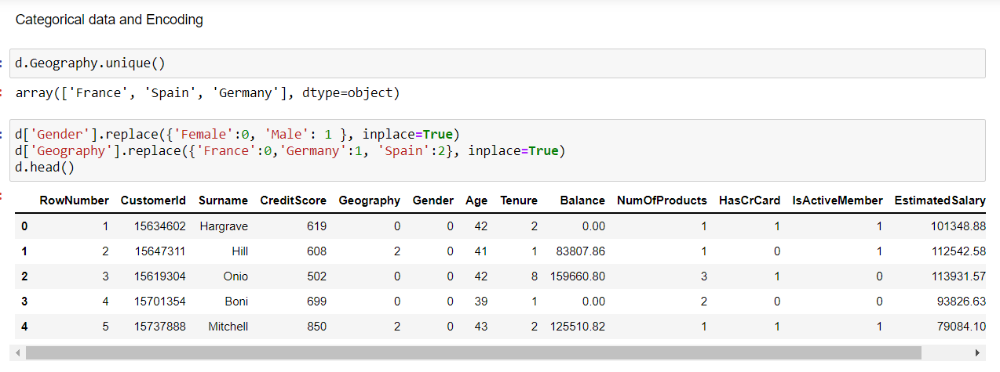 Categorical data and Encoding
d.Geography.unique()
array(['France', 'Spain', 'Germany'], dtype=object)
d['Gender'].replace({'Female':0, 'Male': 1 }, inplace=True)
d['Geography'].replace({'France':0,'Germany':1, 'Spain':2}, inplace=True)
d.head()
RowNumber CustomerId Surname CreditScore Geography Gender Age Tenure Balance NumOfProducts HasCrCard IsActiveMember EstimatedSalary
0 1 15634602 Hargrave 619 0 0 42 2 0.00 1 1 1 101348.88
1 2 15647311 Hill 608 2 0 41 1 83807.86 1 0 1 112542.58
2 3 15619304 Onio 502 0 0 42 8 159660.80 3 1 0 113931.57
3 4 15701354 Boni 699 0 0 39 1 0.00 2 0 0 93826.63
4 5 15737888 Mitchell 850 2 0 43 2 125510.82 1 1 1 79084.10